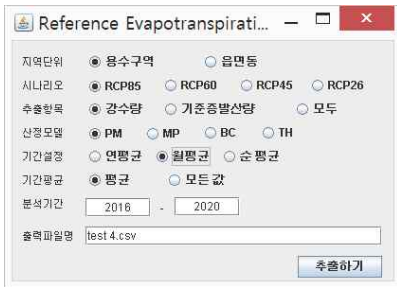 Reference Evapotranspirati...
지역단위 용수구역 읍면동
시나리오 RCP85 RCP60 RCP45 RCP26
추출항목 강수량 기준증발산량 모두
산정모델 PM MP BC TH
기간설정 연평균 월평균 순평균
기간평균 평균 모든값
분석기간 2016 - 2020
출력파일명 test4.csv
추출하기